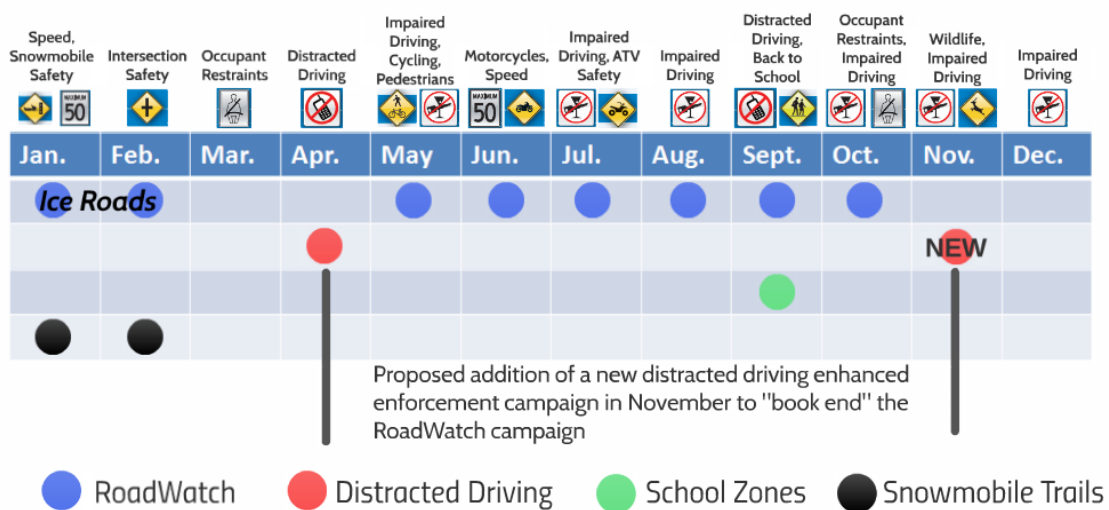 Speed,
Snowmobile
Safety
Intersection
Safety
Occupant
Restraints
Distracted
Driving
Impaired
Driving,
Cycling,
Pedestrians
Motorcycles,
Speed
Impaired
Driving, ATV
Safety
Impaired
Driving
Distracted
Driving,
Back to
School
Occupant
Restraints,
Impaired
Driving
Wildlife,
Impaired
Driving
Impaired
Driving
MAXIMUM
50
MAXIMUM
50
Jan. Feb. Mar. Apr. May Jun. Jul. Aug. Sept. Oct. Nov. Dec.
Ice Roads
NEW
Proposed addition of a new distracted driving enhanced
enforcement campaign in November to "book end" the
RoadWatch campaign
RoadWatch Distracted Driving School Zones Snowmobile Trails